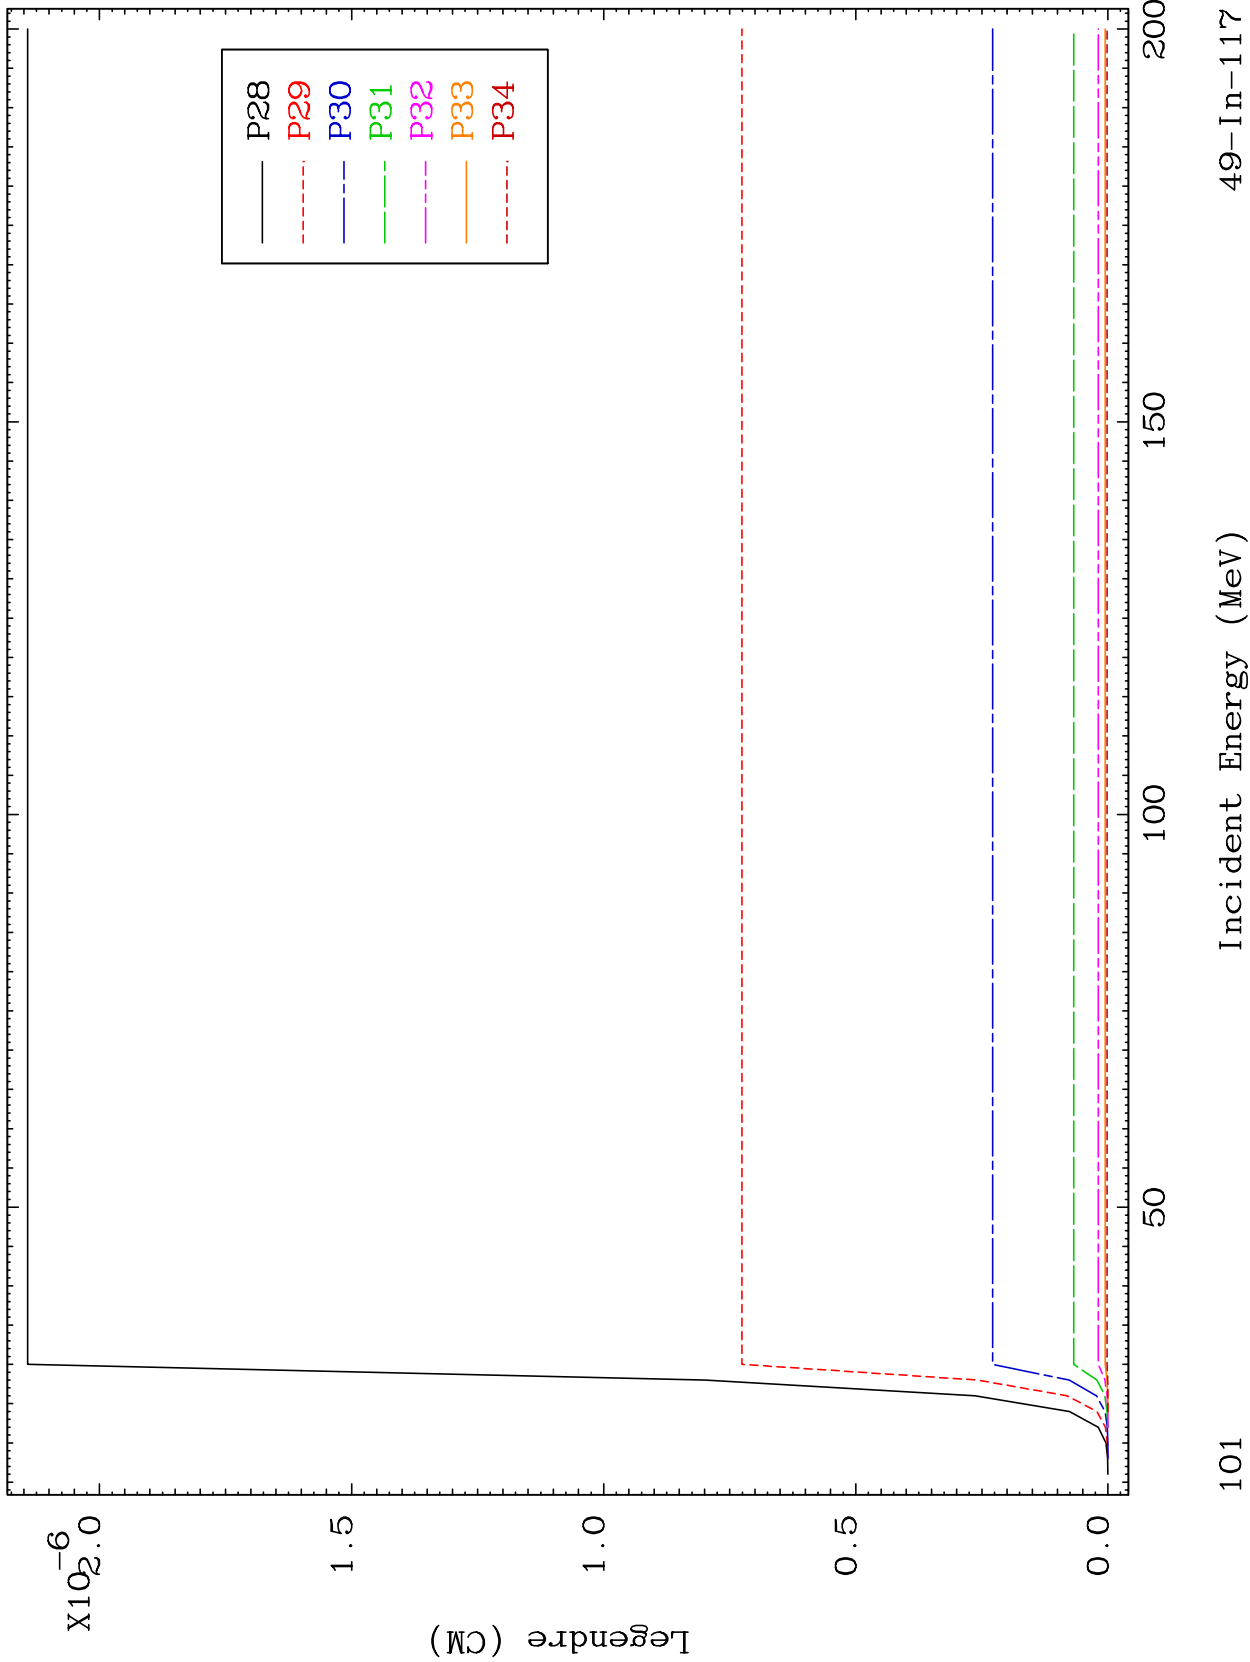 X10-6
2.0
1.5
1.0
0.5
0.0
Legendre (CM)
P28
P29
P30
P31
P32
P33
P34
50
100
150
200
Incident Energy (MeV)
101
49-In-117